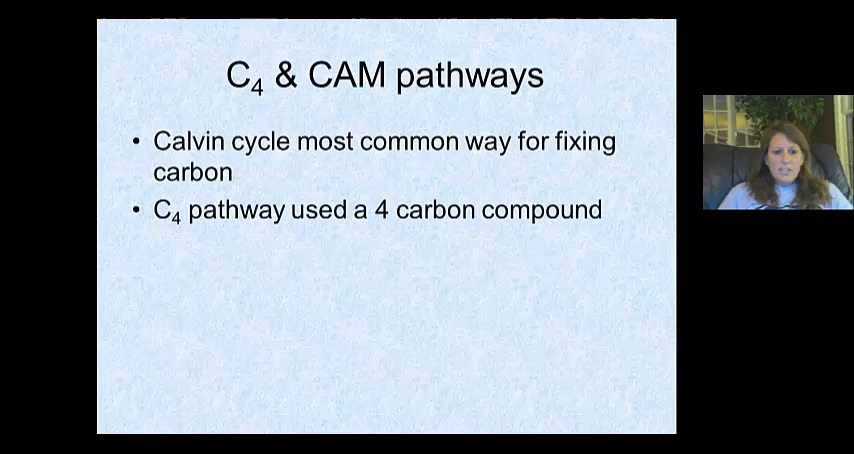 C₄ & CAM pathways
• Calvin cycle most common way for fixing
carbon
• C₄ pathway used a 4 carbon compound